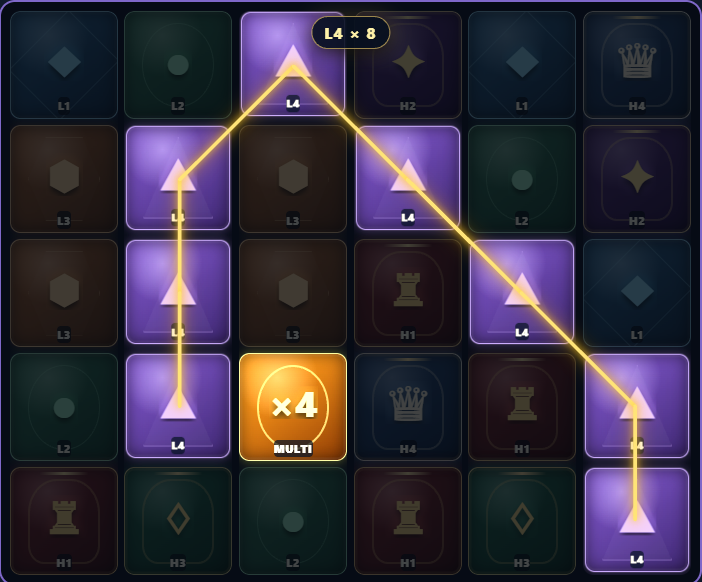 L4 × 8
L1 L2 L4 H2 L1 H4
L3 L4 L3 L4 L2 H2
L3 L4 L3 H1 L4 L1
×4
L2 L4 MULTI H4 H1 L4
H1 H3 L2 H1 H3 L4